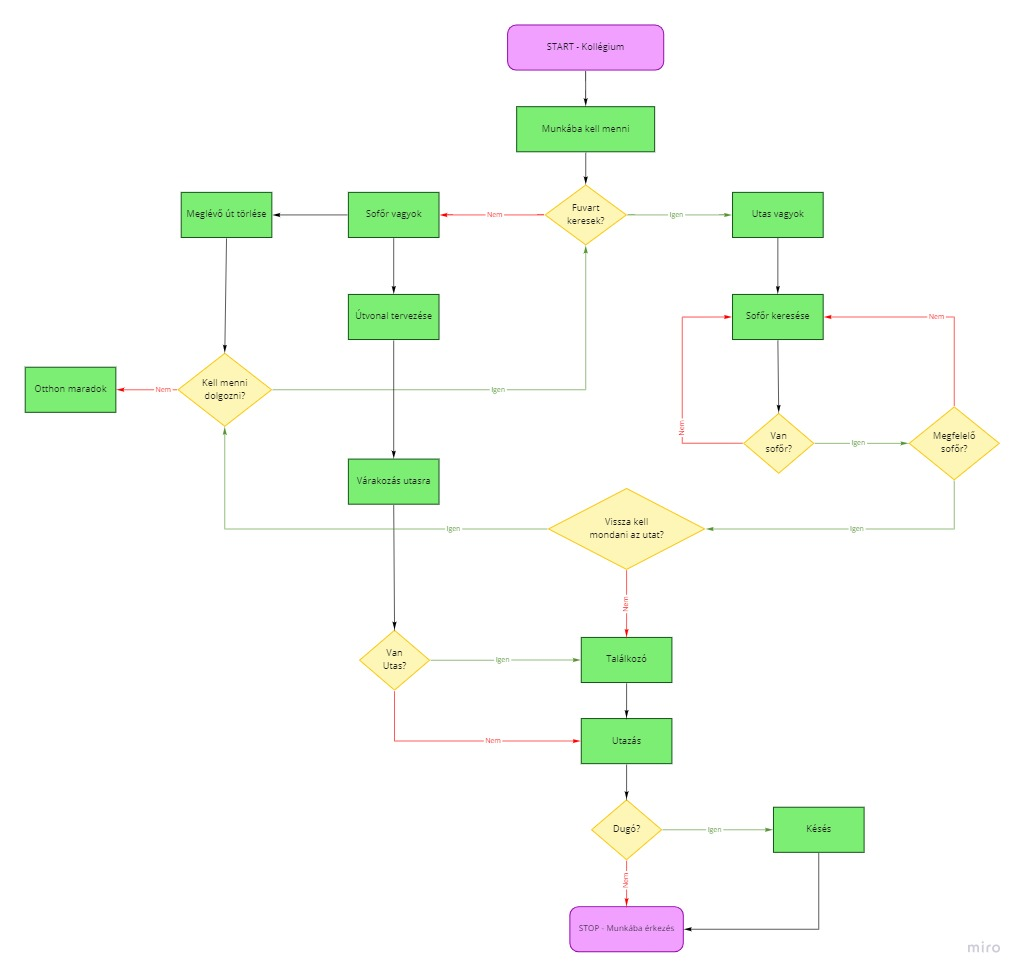 START - Kollégium
Munkába kell menni
Fuvart
keresek?
Meglévő út törlése
Sofőr vagyok
Nem
Igen
Utas vagyok
Útvonal tervezése
Sofőr keresése
Nem
Otthon maradok
Nem
Kell menni
dolgozni?
Igen
Nem
Van
sofőr?
Igen
Megfelelő
sofőr?
Várakozás utasra
Igen
Vissza kell
mondani az utat?
Igen
Nem
Van
Utas?
Igen
Találkozó
Nem
Utazás
Dugó?
Igen
Késés
Nem
STOP - Munkába érkezés
miro